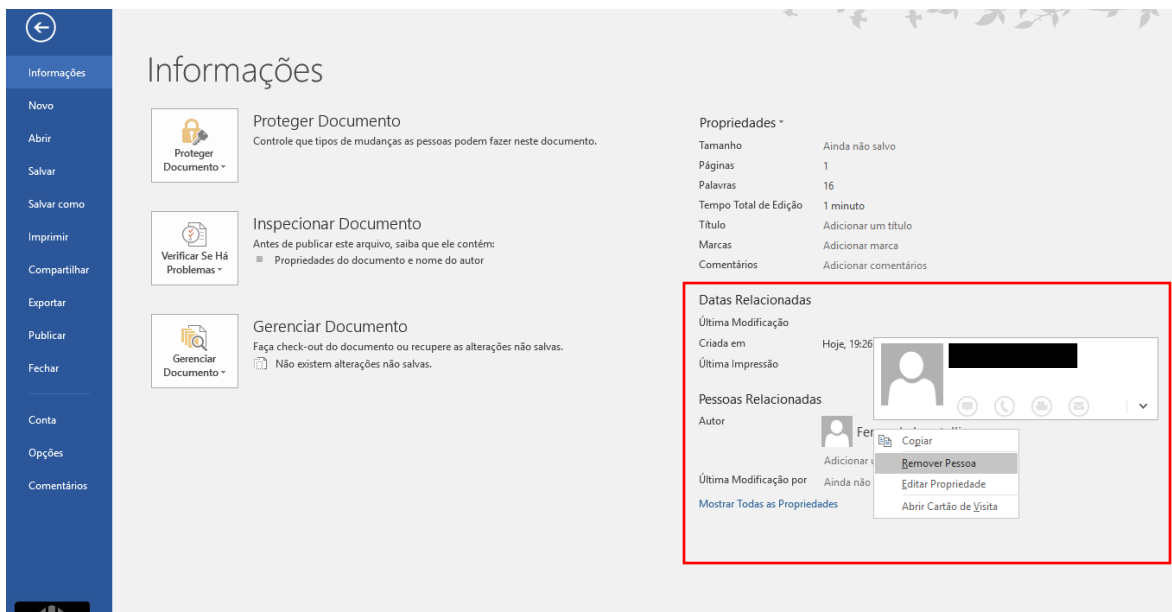 Informações
Novo
Abrir
Salvar
Salvar como
Imprimir
Compartilhar
Exportar
Publicar
Fechar
Conta
Opções
Comentários
Informações
Proteger Documento
Proteger Documento
Controle que tipos de mudanças as pessoas podem fazer neste documento.
Verificar Se Há Problemas
Inspecionar Documento
Antes de publicar este arquivo, saiba que ele contém:
Propriedades do documento e nome do autor
Gerenciar Documento
Gerenciar Documento
Faça check-out do documento ou recupere as alterações não salvas.
Não existem alterações não salvas.
Propriedades
Tamanho Ainda não salvo
Páginas 1
Palavras 16
Tempo Total de Edição 1 minuto
Título Adicionar um título
Marcas Adicionar marca
Comentários Adicionar comentários
Datas Relacionadas
Última Modificação
Criada em Hoje, 19:26
Última Impressão
Pessoas Relacionadas
Autor
Adicionar
Última Modificação por Ainda não
Mostrar Todas as Propriedades
Copiar
Remover Pessoa
Editar Propriedade
Abrir Cartão de Visita